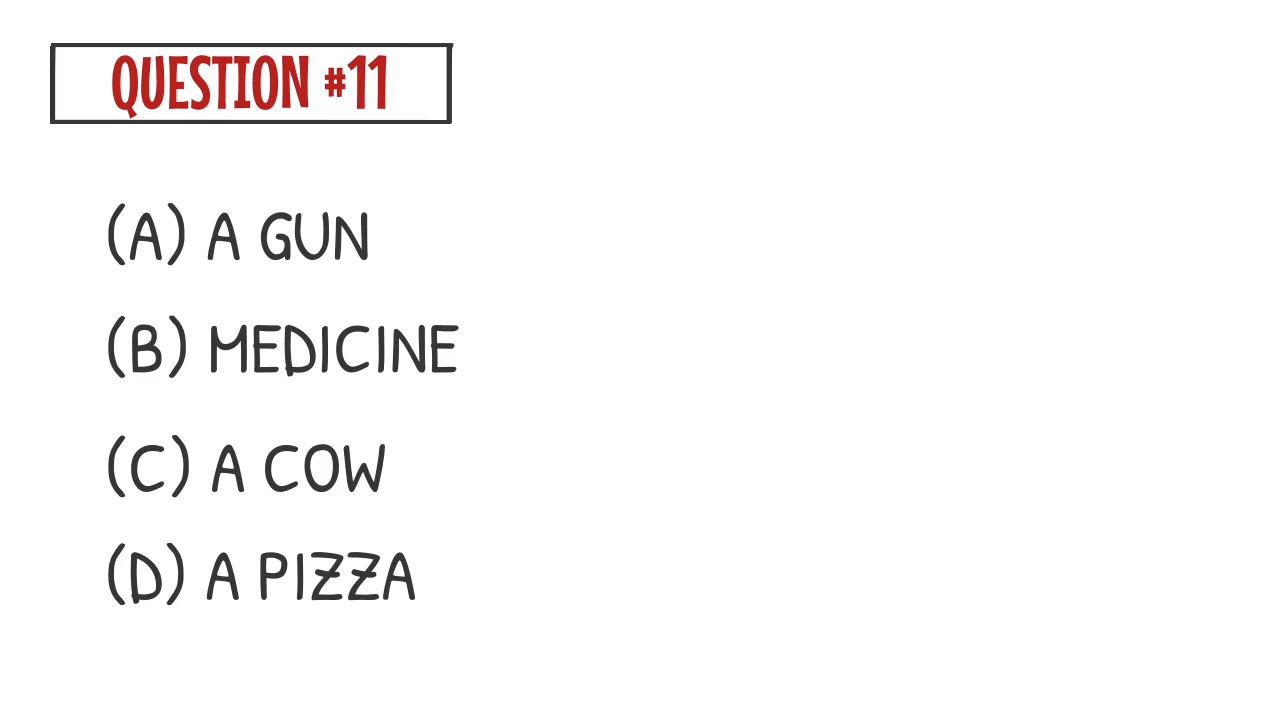 QUESTION #11
(A) A GUN
(B) MEDICINE
(C) A COW
(D) A PIZZA